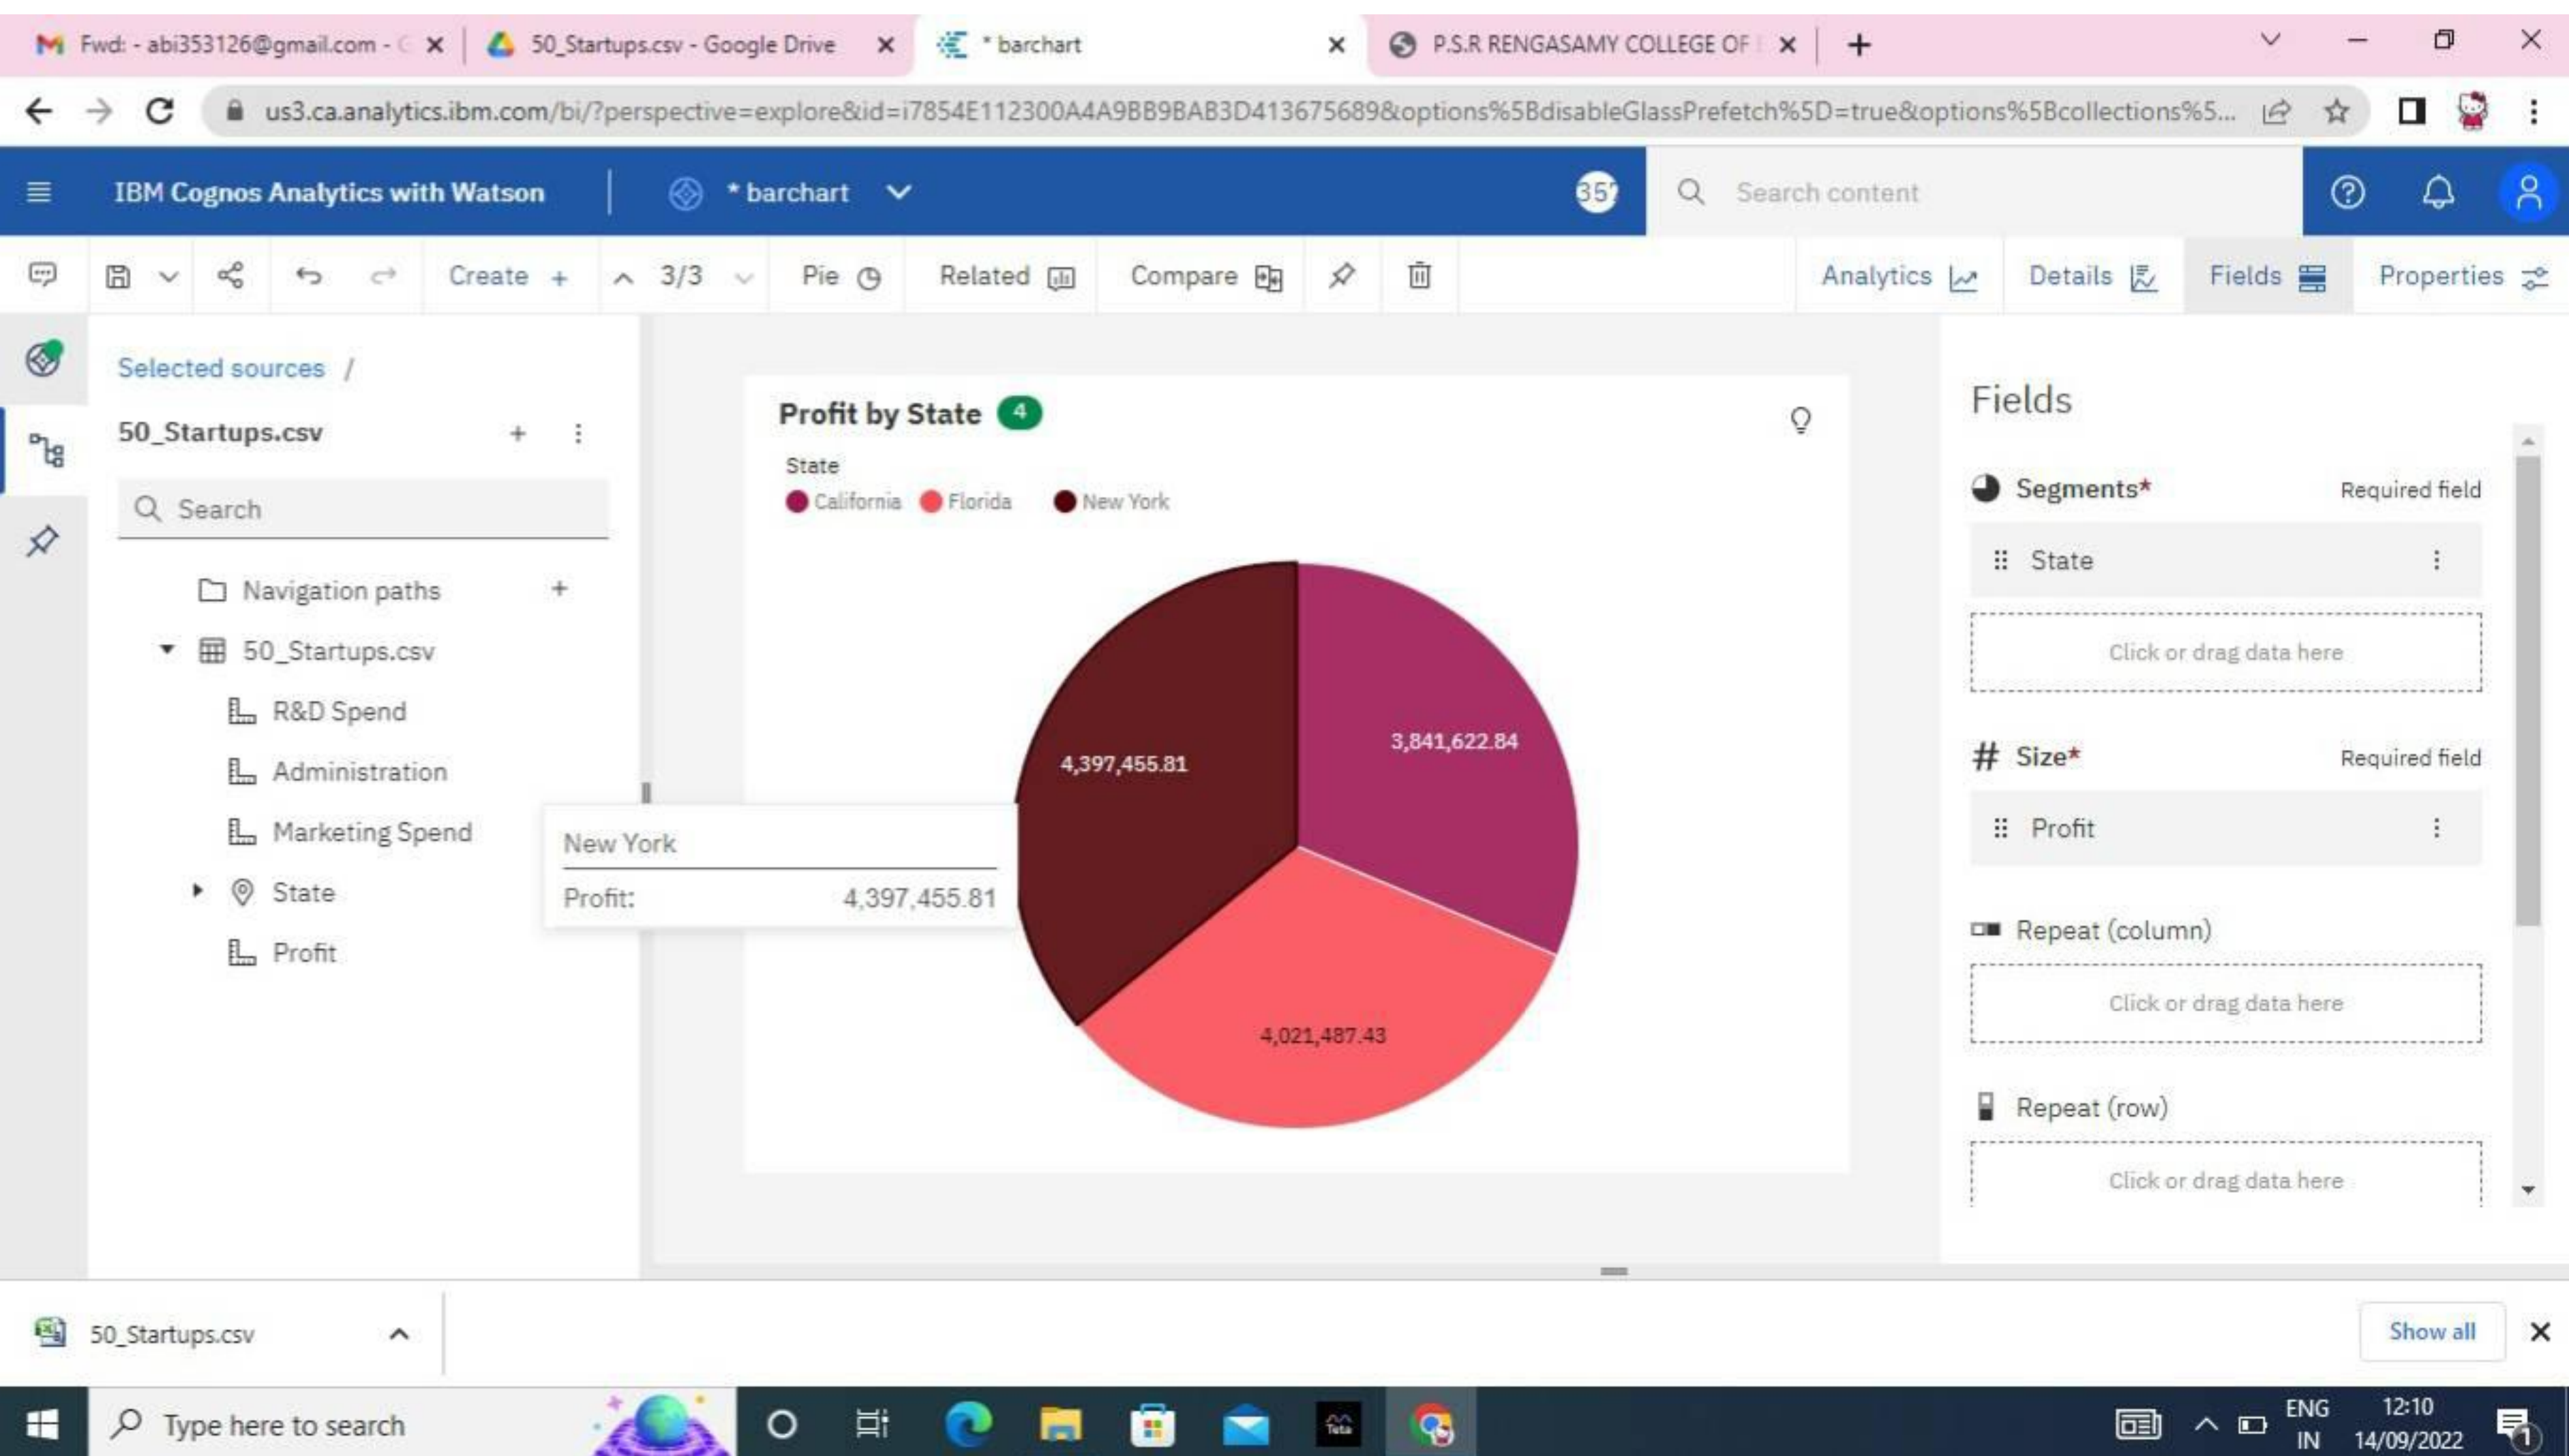 Fwd: - abi353126@gmail.com -
50_Startups.csv - Google Drive
* barchart
P.S.R RENGASAMY COLLEGE OF
us3.ca.analytics.ibm.com/bi/?perspective=explore&id=i7854E112300A4A9BB9BAB3D413675689&options%5BdisableGlassPrefetch%5D=true&options%5Bcollections%5...
IBM Cognos Analytics with Watson
* barchart
Search content
Create +
3/3
Pie
Related
Compare
Analytics
Details
Fields
Properties
Selected sources /
50_Startups.csv
Search
Navigation paths
50_Startups.csv
R&D Spend
Administration
Marketing Spend
State
Profit
Profit by State 4
State
California Florida New York
4,397,455.81
3,841,622.84
4,021,487.43
New York
Profit: 4,397,455.81
Fields
Segments* Required field
State
Click or drag data here
# Size* Required field
Profit
Repeat (column)
Click or drag data here
Repeat (row)
Click or drag data here
50_Startups.csv
Show all
Type here to search
Teta
ENG
IN
12:10
14/09/2022
1